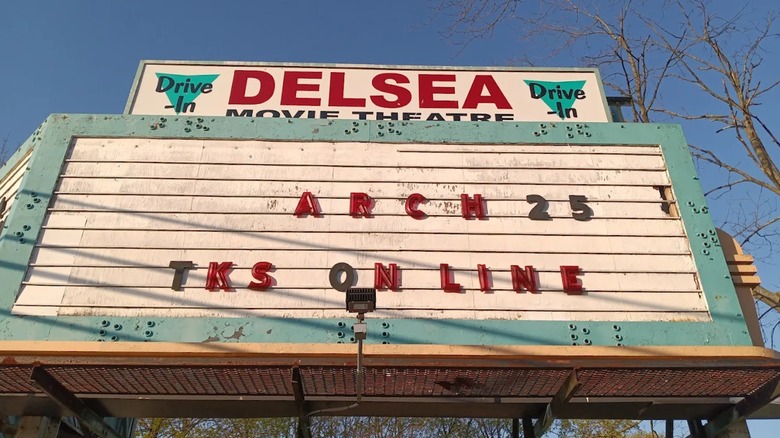 Drive
-In
DELSEA
Drive
-In
MOVIE THEATRE
ARCH 25
TKS ON LINE